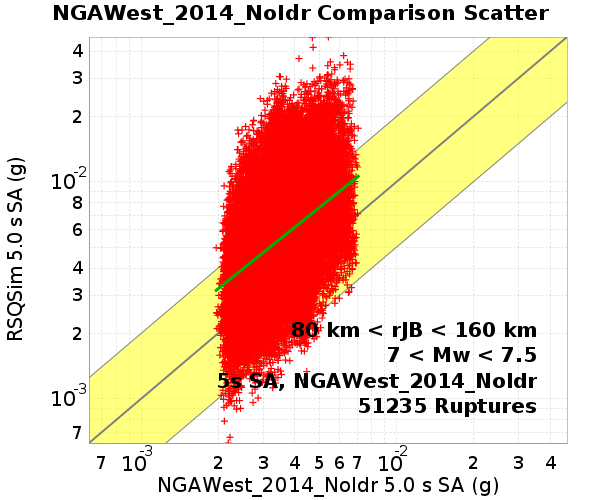 NGAWest_2014_NoIdr Comparison Scatter
RSQSim 5.0 s SA (g)
4
3
2
10-2
8
6
4
3
2
10-3
7
80 km < rJB < 160 km
7 < Mw < 7.5
5s SA, NGAWest_2014_NoIdr
51235 Ruptures
7 10-3 2 3 4 5 6 7 10-2 2 3 4
NGAWest_2014_NoIdr 5.0 s SA (g)